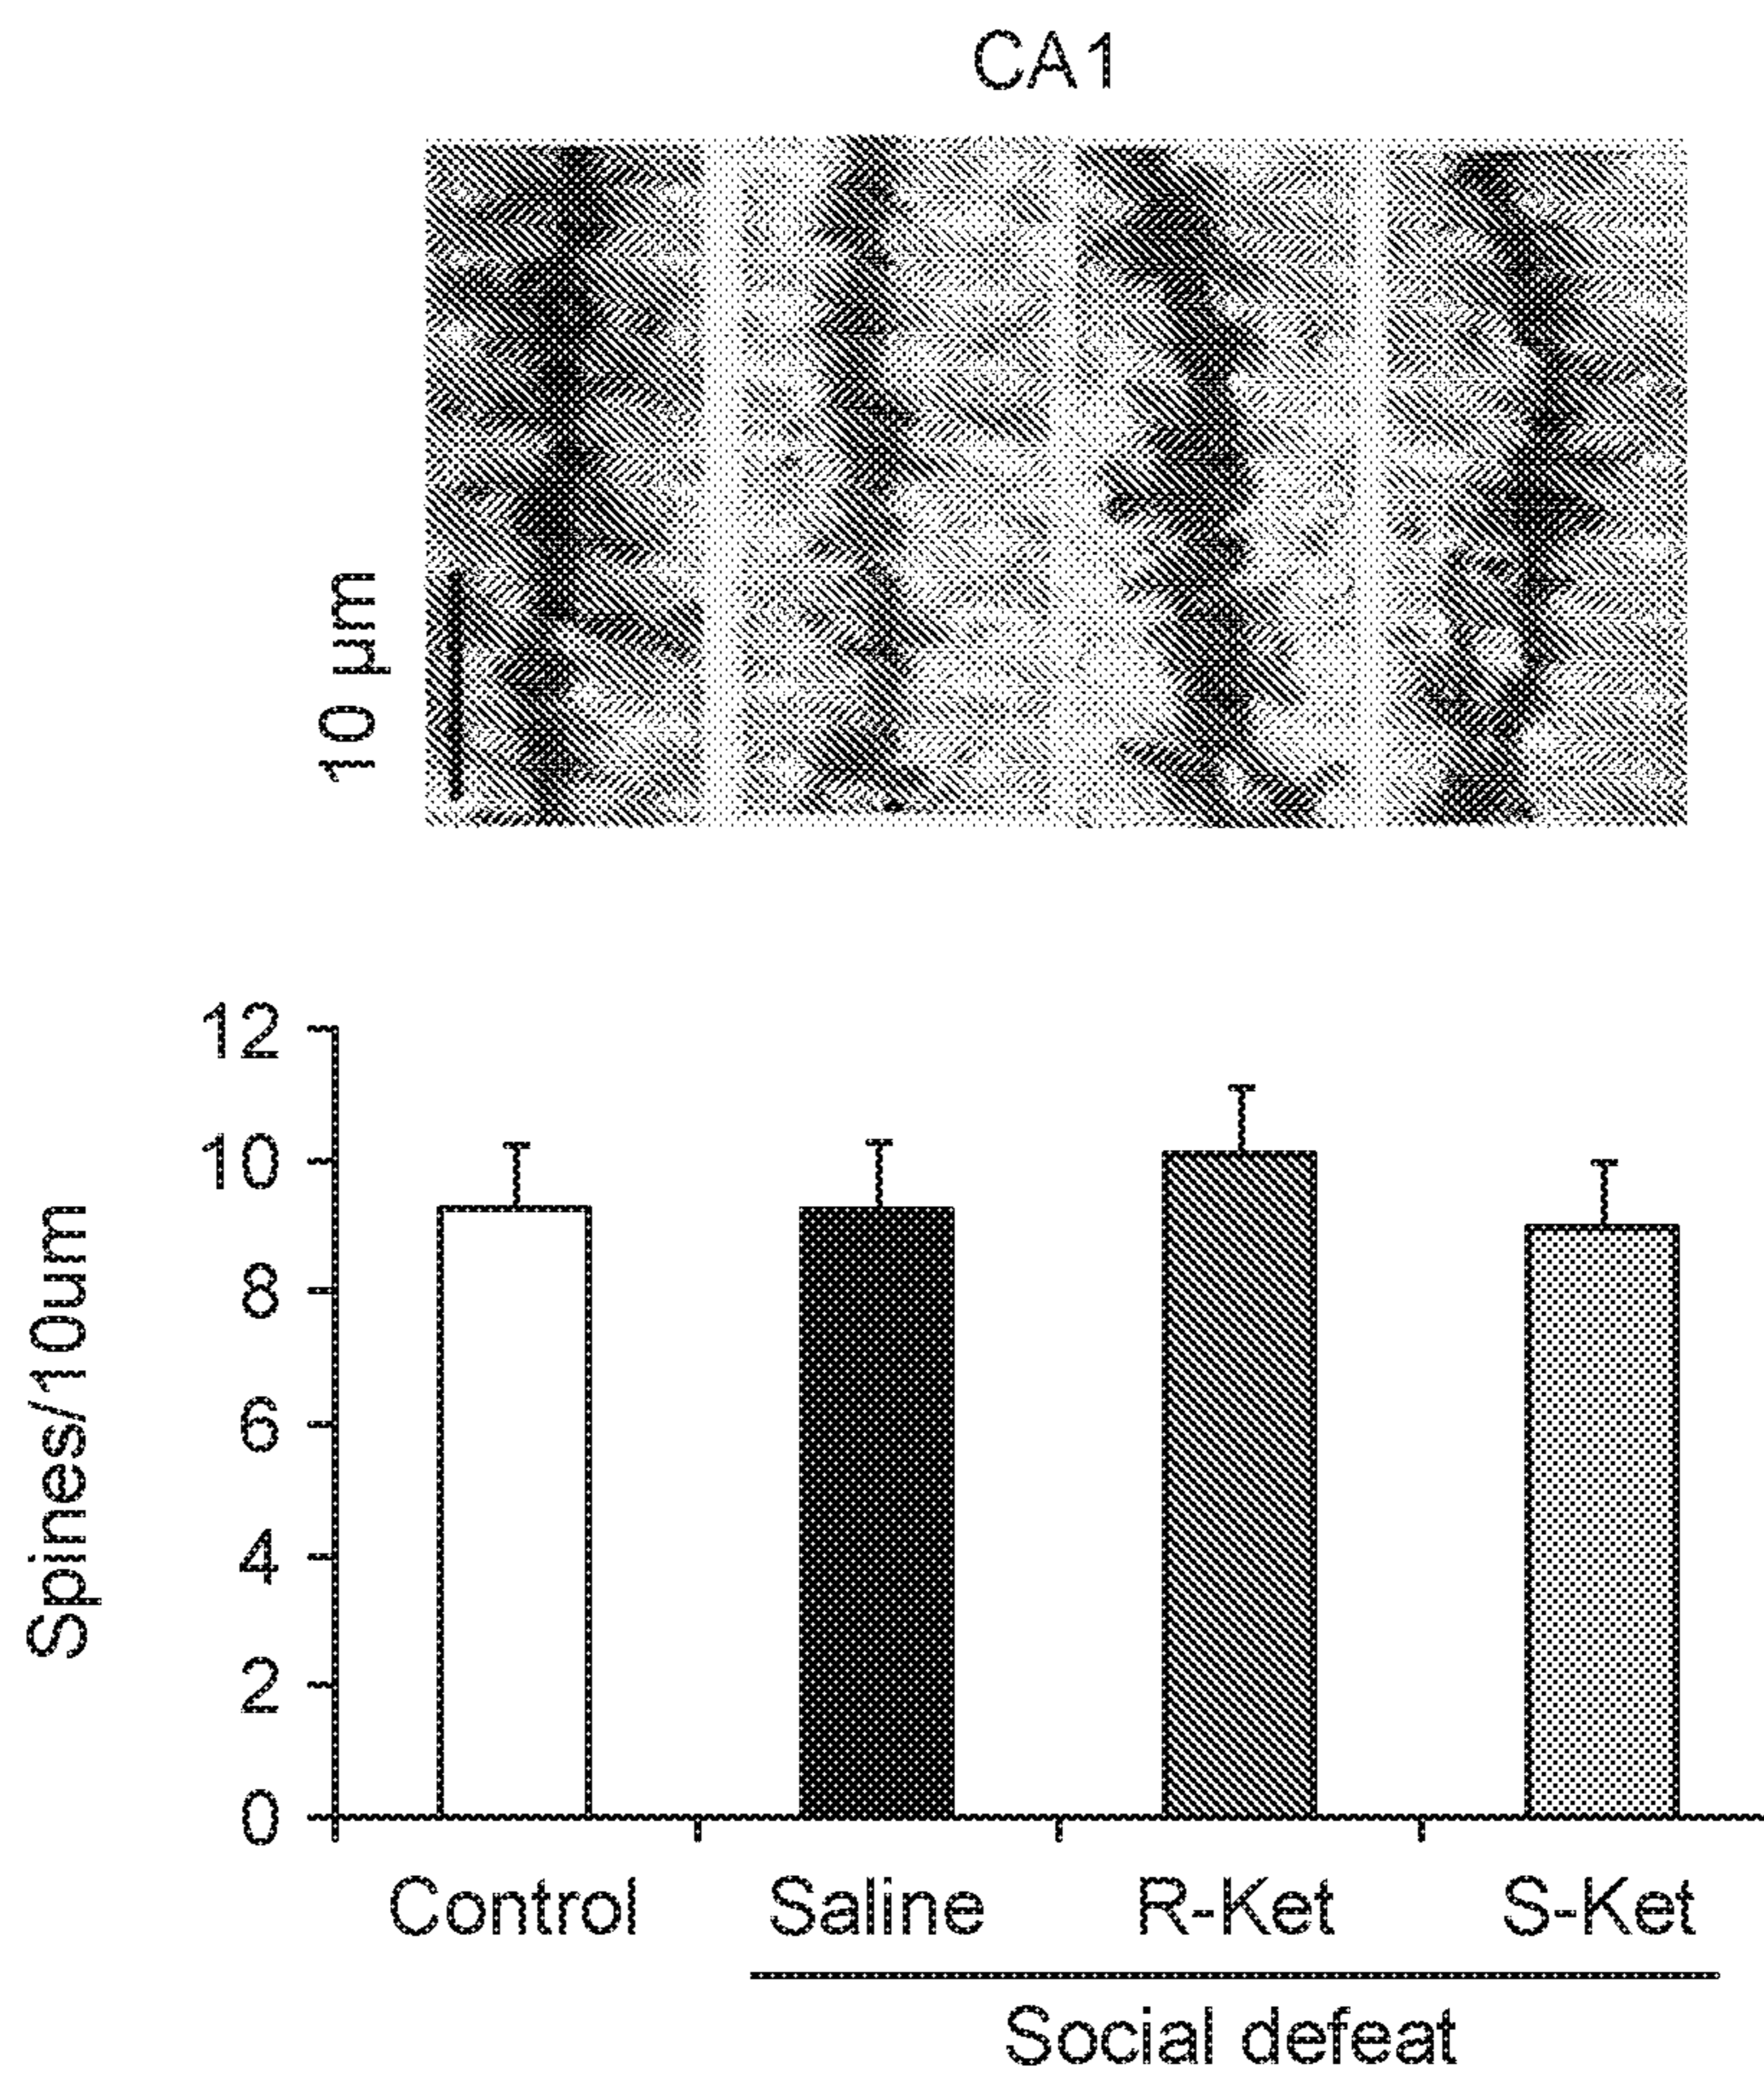 CA1
10 µm
Spines/10um
12
10
8
6
4
2
0
Control Saline R-Ket S-Ket
Social defeat